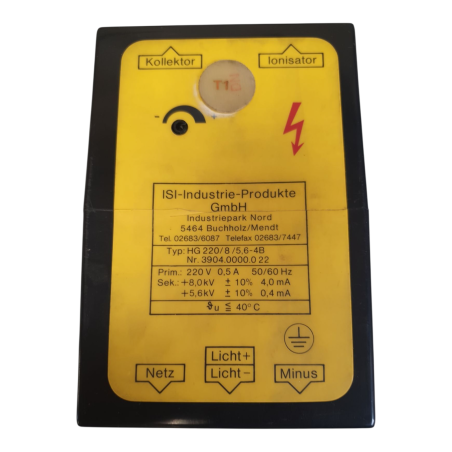 Kollektor
Ionisator
- +
ISI-Industrie-Produkte
GmbH
Industriepark Nord
5464 Buchholz/Mendt
Tel. 02683/6087 Telefax 02683/7447
Typ: HG 220/8/5,6-4B
Nr. 3904.0000.0 22
Prim.: 220 V 0,5 A 50/60 Hz
Sek.: +8,0kV ± 10% 4,0 mA
+5,6kV ± 10% 0,4 mA
ϑu ≦ 40° C
Netz
Licht+
Licht-
Minus